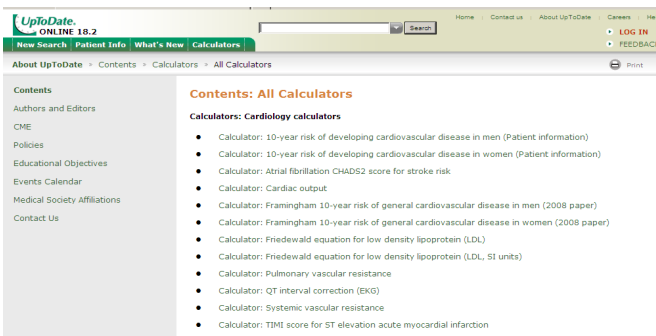 UpToDate.
ONLINE 18.2
Search
Home : Contact us : About UpToDate : Careers : He
LOG IN
FEEDBAC
New Search Patient Info What's New Calculators
About UpToDate » Contents » Calculators » All Calculators
Print
Contents
Authors and Editors
CME
Policies
Educational Objectives
Events Calendar
Medical Society Affiliations
Contact Us
Contents: All Calculators
Calculators: Cardiology calculators
Calculator: 10-year risk of developing cardiovascular disease in men (Patient information)
Calculator: 10-year risk of developing cardiovascular disease in women (Patient information)
Calculator: Atrial fibrillation CHADS2 score for stroke risk
Calculator: Cardiac output
Calculator: Framingham 10-year risk of general cardiovascular disease in men (2008 paper)
Calculator: Framingham 10-year risk of general cardiovascular disease in women (2008 paper)
Calculator: Friedewald equation for low density lipoprotein (LDL)
Calculator: Friedewald equation for low density lipoprotein (LDL, SI units)
Calculator: Pulmonary vascular resistance
Calculator: QT interval correction (EKG)
Calculator: Systemic vascular resistance
Calculator: TIMI score for ST elevation acute myocardial infarction